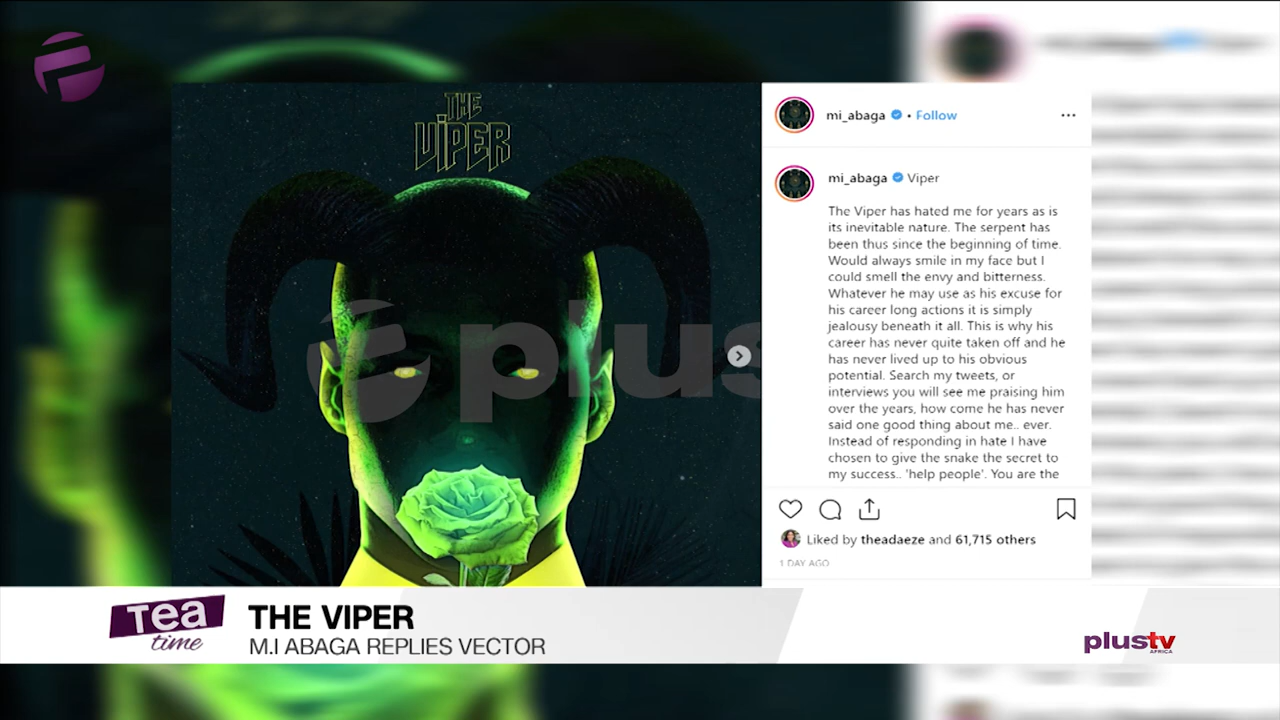 THE
VIPER
plus
mi_abaga • Follow
mi_abaga Viper
The Viper has hated me for years as is
its inevitable nature. The serpent has
been thus since the beginning of time.
Would always smile in my face but I
could smell the envy and bitterness.
Whatever he may use as his excuse for
his career long actions it is simply
jealousy beneath it all. This is why his
career has never quite taken off and he
has never lived up to his obvious
potential. Search my tweets, or
interviews you will see me praising him
over the years, how come he has never
said one good thing about me.. ever.
Instead of responding in hate I have
chosen to give the snake the secret to
my success.. 'help people'. You are the
Liked by theadaeze and 61,715 others
1 DAY AGO
Tea
time
THE VIPER
M.I ABAGA REPLIES VECTOR
plustv
AFRICA